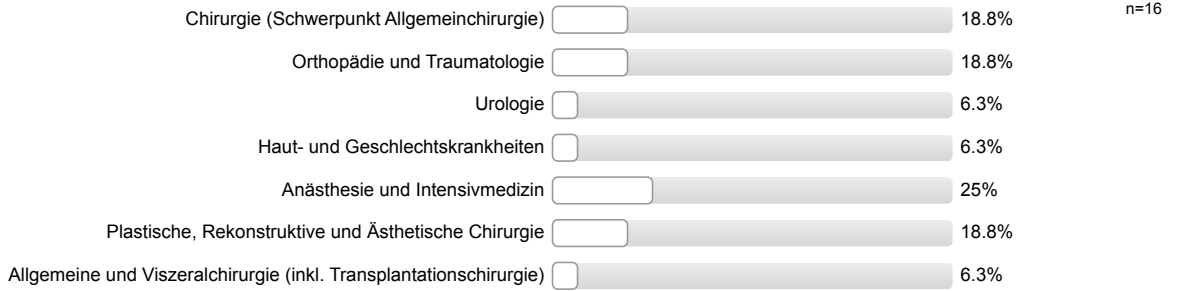 Chirurgie (Schwerpunkt Allgemeinchirurgie) 18.8% n=16
Orthopädie und Traumatologie 18.8%
Urologie 6.3%
Haut- und Geschlechtskrankheiten 6.3%
Anästhesie und Intensivmedizin 25%
Plastische, Rekonstruktive und Ästhetische Chirurgie 18.8%
Allgemeine und Viszeralchirurgie (inkl. Transplantationschirurgie) 6.3%